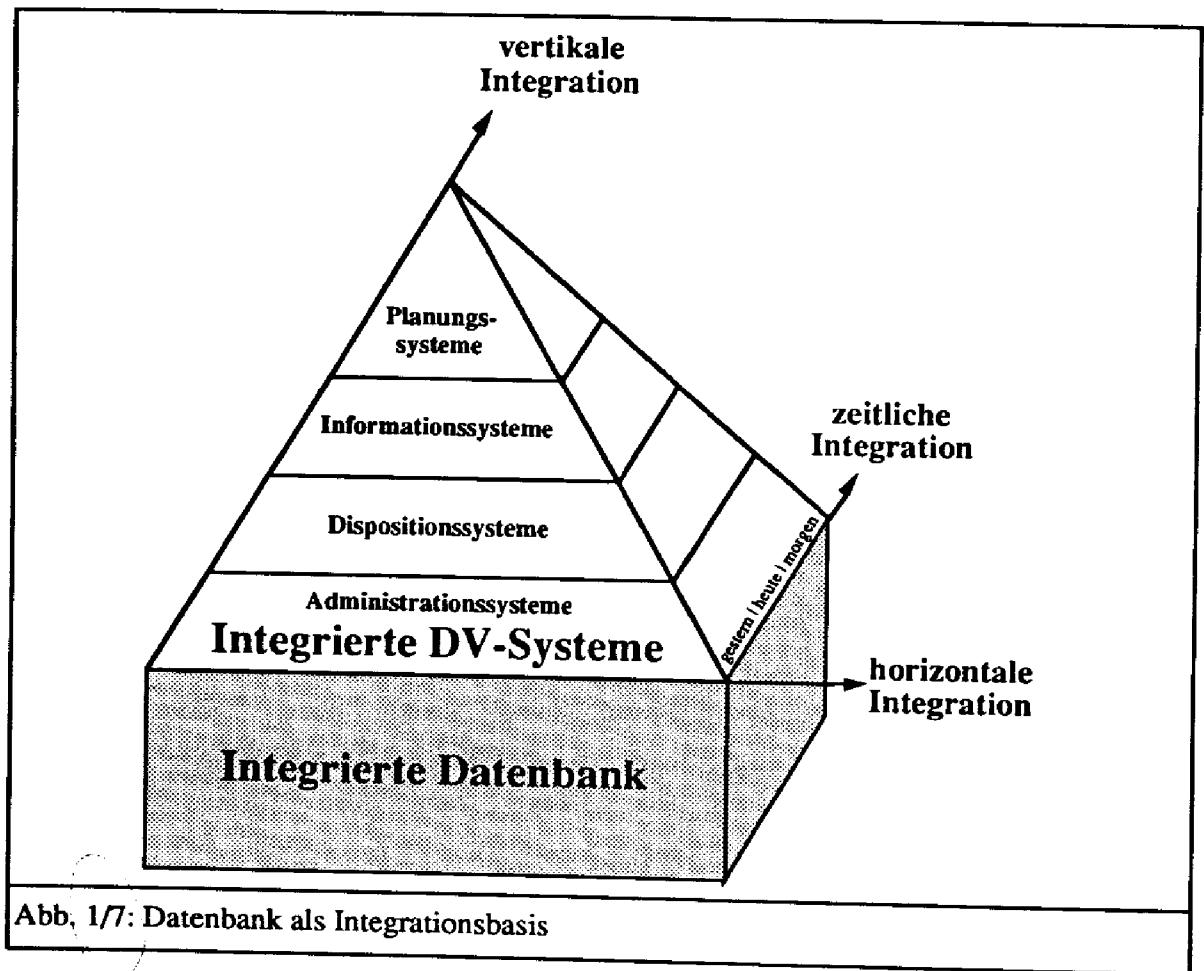 vertikale
Integration
Planungs-
systeme
Informationssysteme
zeitliche
Integration
Dispositionssysteme
gestern / heute / morgen
Administrationssysteme
Integrierte DV-Systeme
horizontale
Integration
Integrierte Datenbank
Abb, 1/7: Datenbank als Integrationsbasis